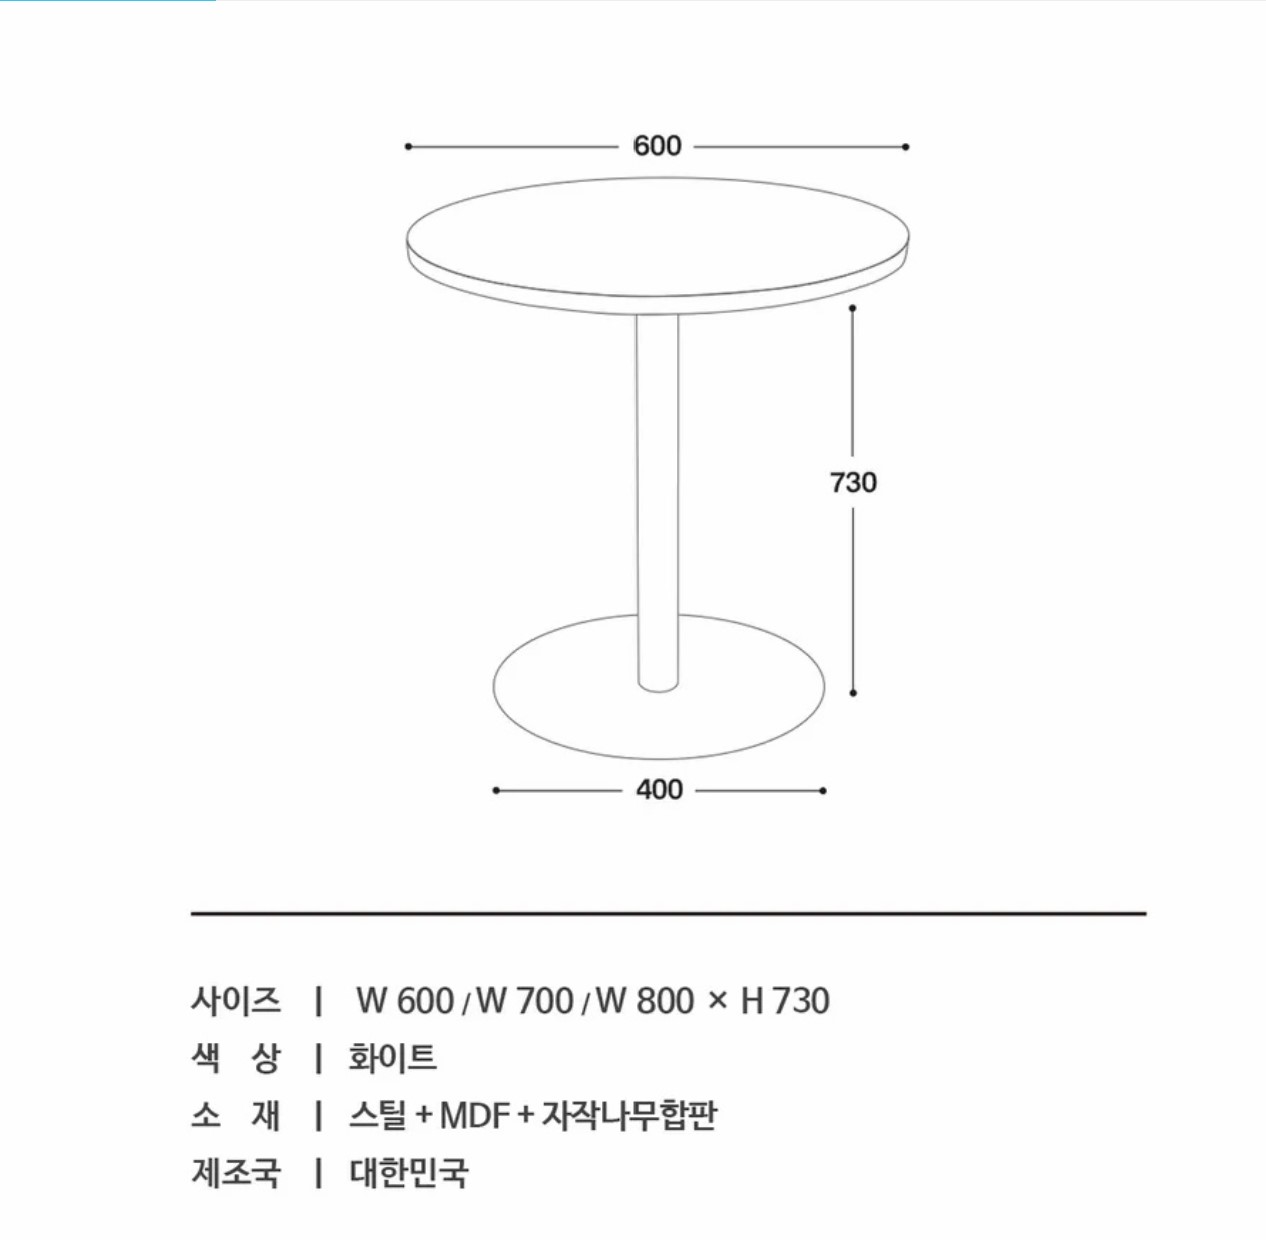 600
730
400
사이즈 | W 600 / W 700 / W 800 × H 730
색 상 | 화이트
소 재 | 스틸 + MDF + 자작나무합판
제조국 | 대한민국